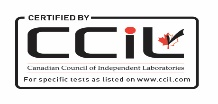 CERTIFIED BY
CCiL
Canadian Council of Independent Laboratories
For specific tests as listed on www.ccil.com